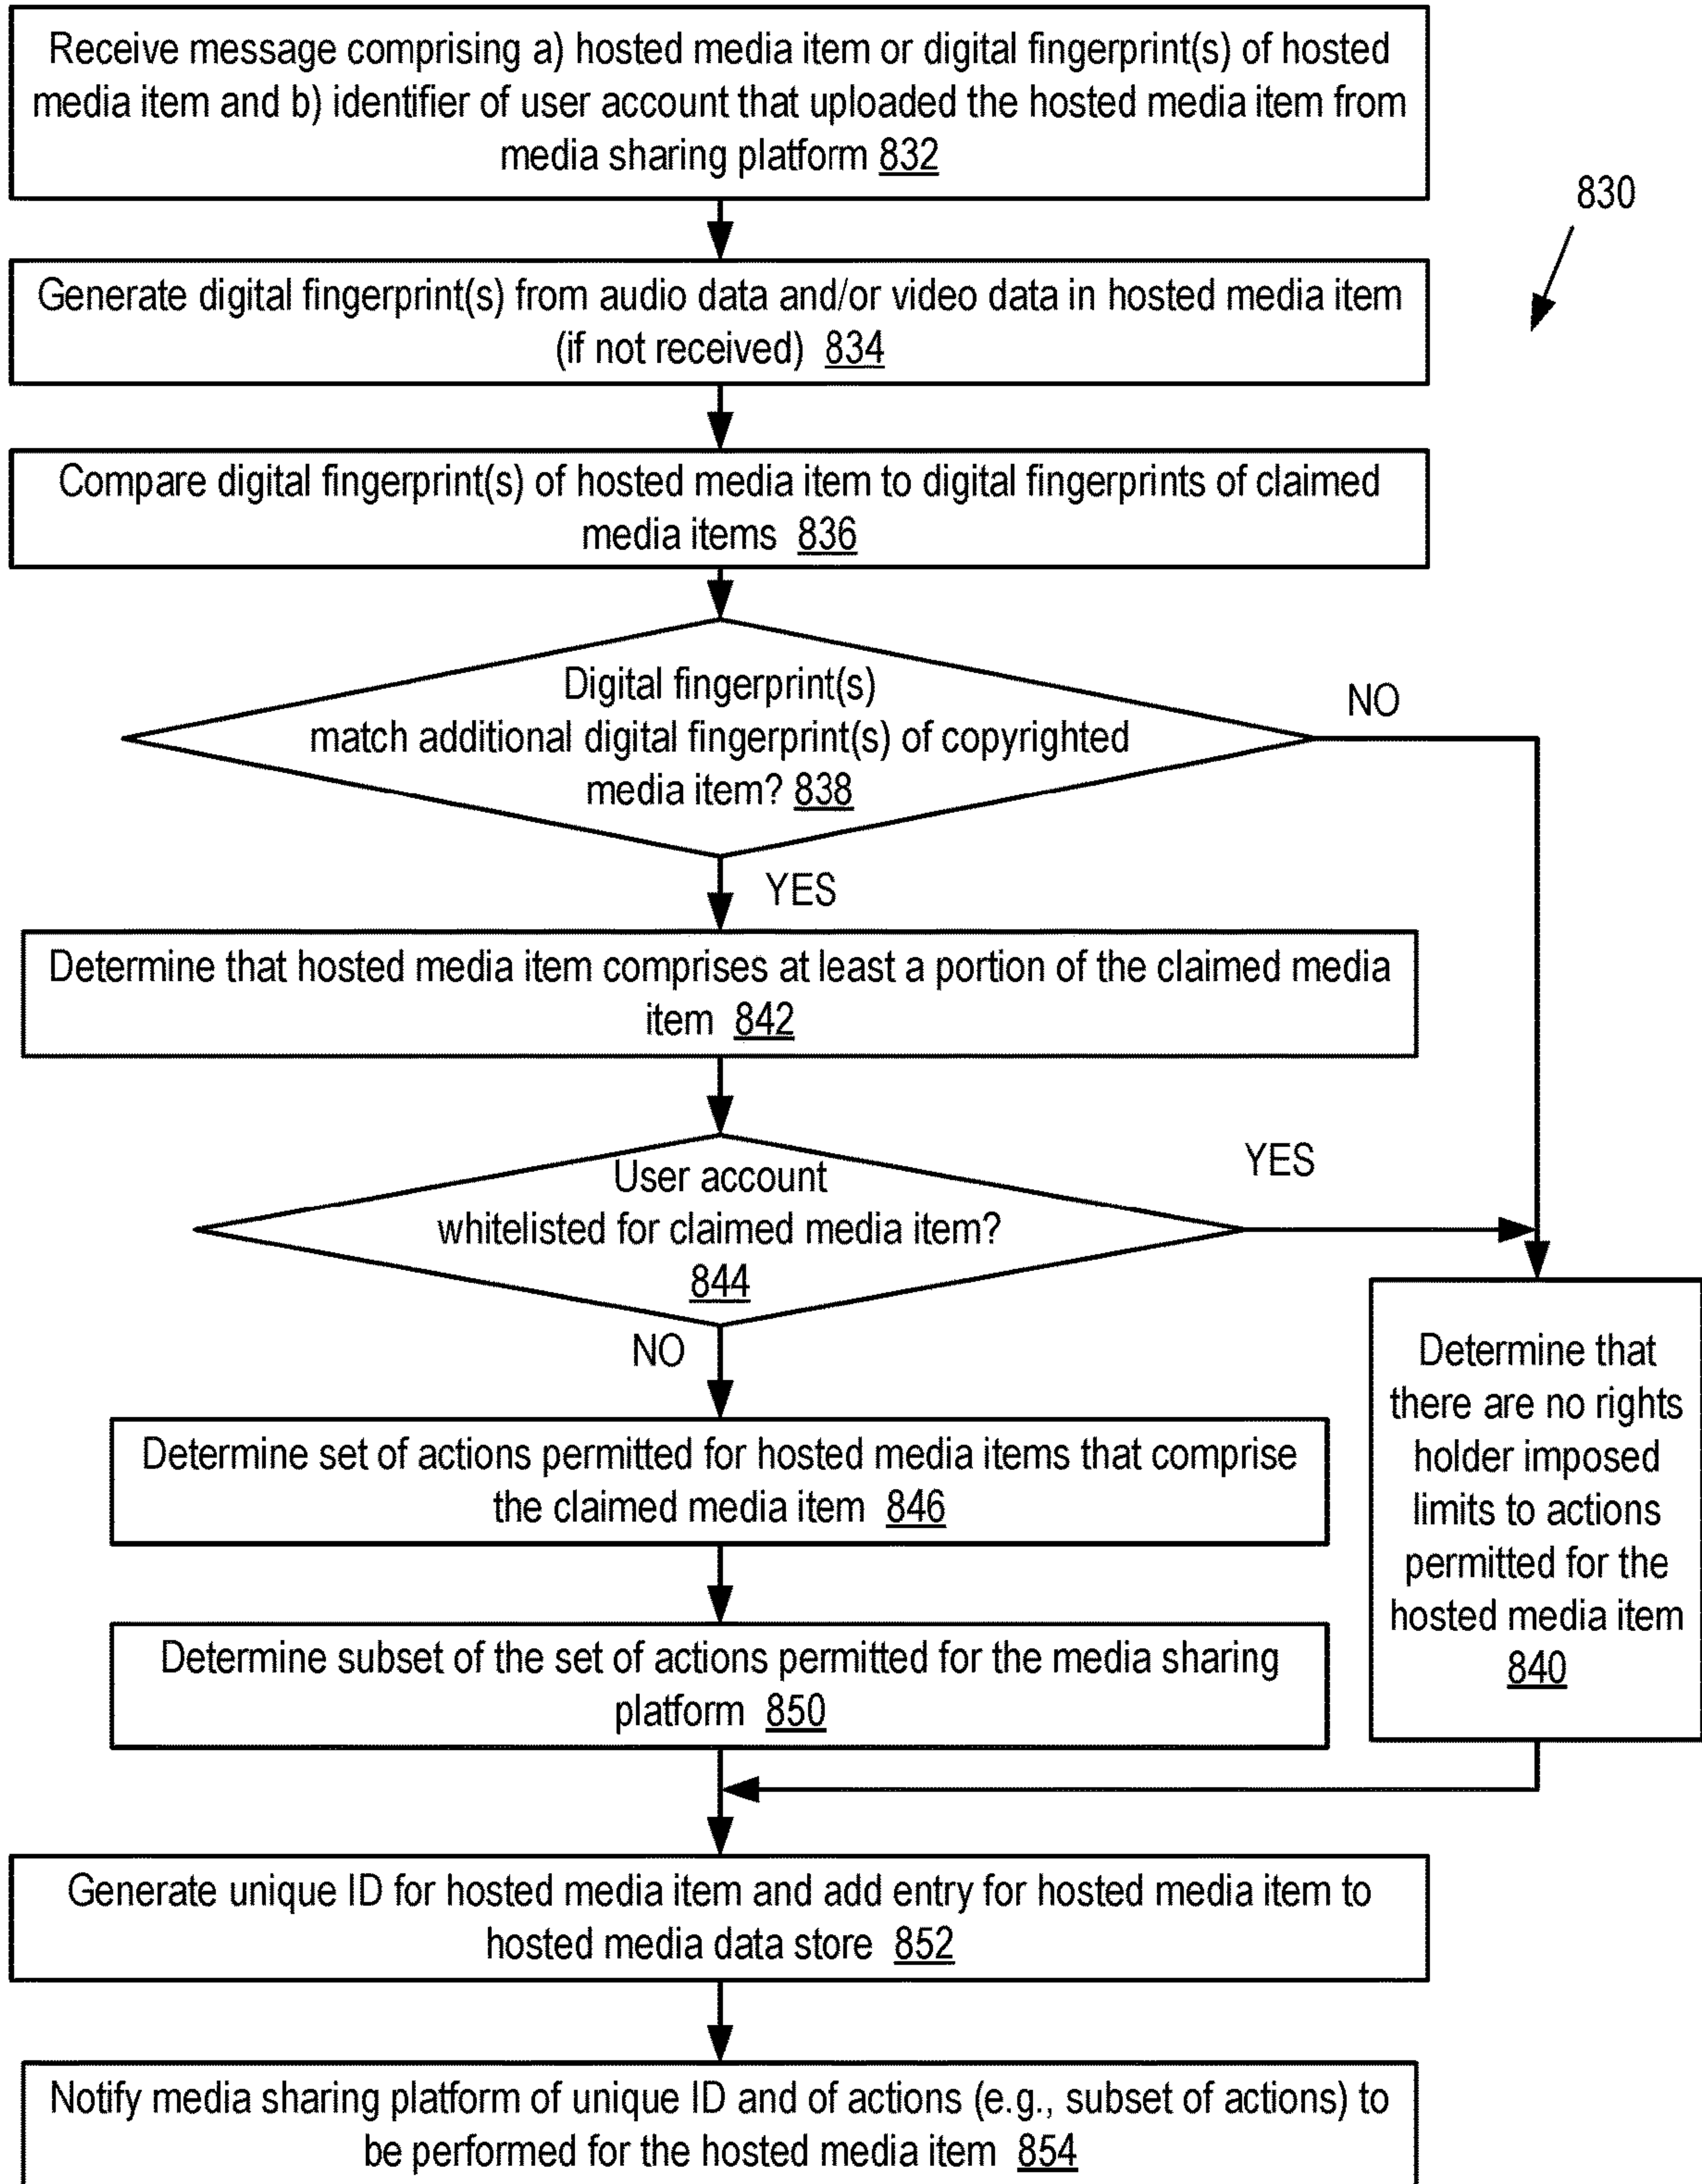 Receive message comprising a) hosted media item or digital fingerprint(s) of hosted
media item and b) identifier of user account that uploaded the hosted media item from
media sharing platform 832
830
Generate digital fingerprint(s) from audio data and/or video data in hosted media item
(if not received) 834
Compare digital fingerprint(s) of hosted media item to digital fingerprints of claimed
media items 836
Digital fingerprint(s)
match additional digital fingerprint(s) of copyrighted
media item? 838
NO
YES
Determine that hosted media item comprises at least a portion of the claimed media
item 842
User account
whitelisted for claimed media item?
844
YES
NO
Determine set of actions permitted for hosted media items that comprise
the claimed media item 846
Determine subset of the set of actions permitted for the media sharing
platform 850
Determine that
there are no rights
holder imposed
limits to actions
permitted for the
hosted media item
840
Generate unique ID for hosted media item and add entry for hosted media item to
hosted media data store 852
Notify media sharing platform of unique ID and of actions (e.g., subset of actions) to
be performed for the hosted media item 854